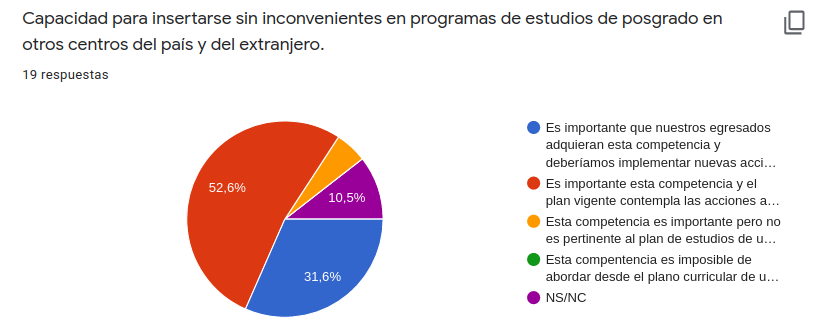 Capacidad para insertarse sin inconvenientes en programas de estudios de posgrado en
otros centros del país y del extranjero.
19 respuestas
52,6%
10,5%
31,6%
Es importante que nuestros egresados
adquieran esta competencia y
deberíamos implementar nuevas acci…
Es importante esta competencia y el
plan vigente contempla las acciones a…
Esta competencia es importante pero no
es pertinente al plan de estudios de u…
Esta compentencia es imposible de
abordar desde el plano curricular de u…
NS/NC